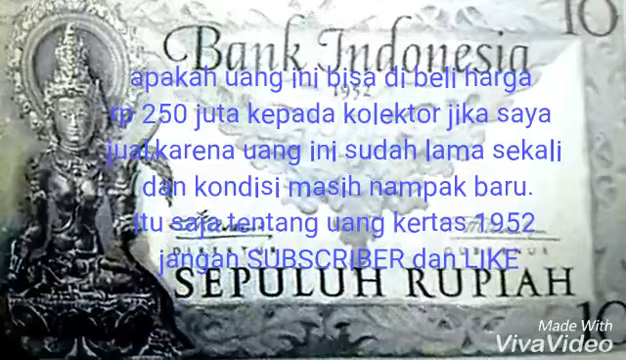 10
Bank Indonesia
apakah uang ini bisa di beli harga
1952
rp 250 juta kepada kolektor jika saya
jual karena uang ini sudah lama sekali
dan kondisi masih nampak baru.
Itu saja tentang uang kertas 1952
jangan SUBSCRIBER dan LIKE
SEPULUH RUPIAH
10
Made With
VivaVideo